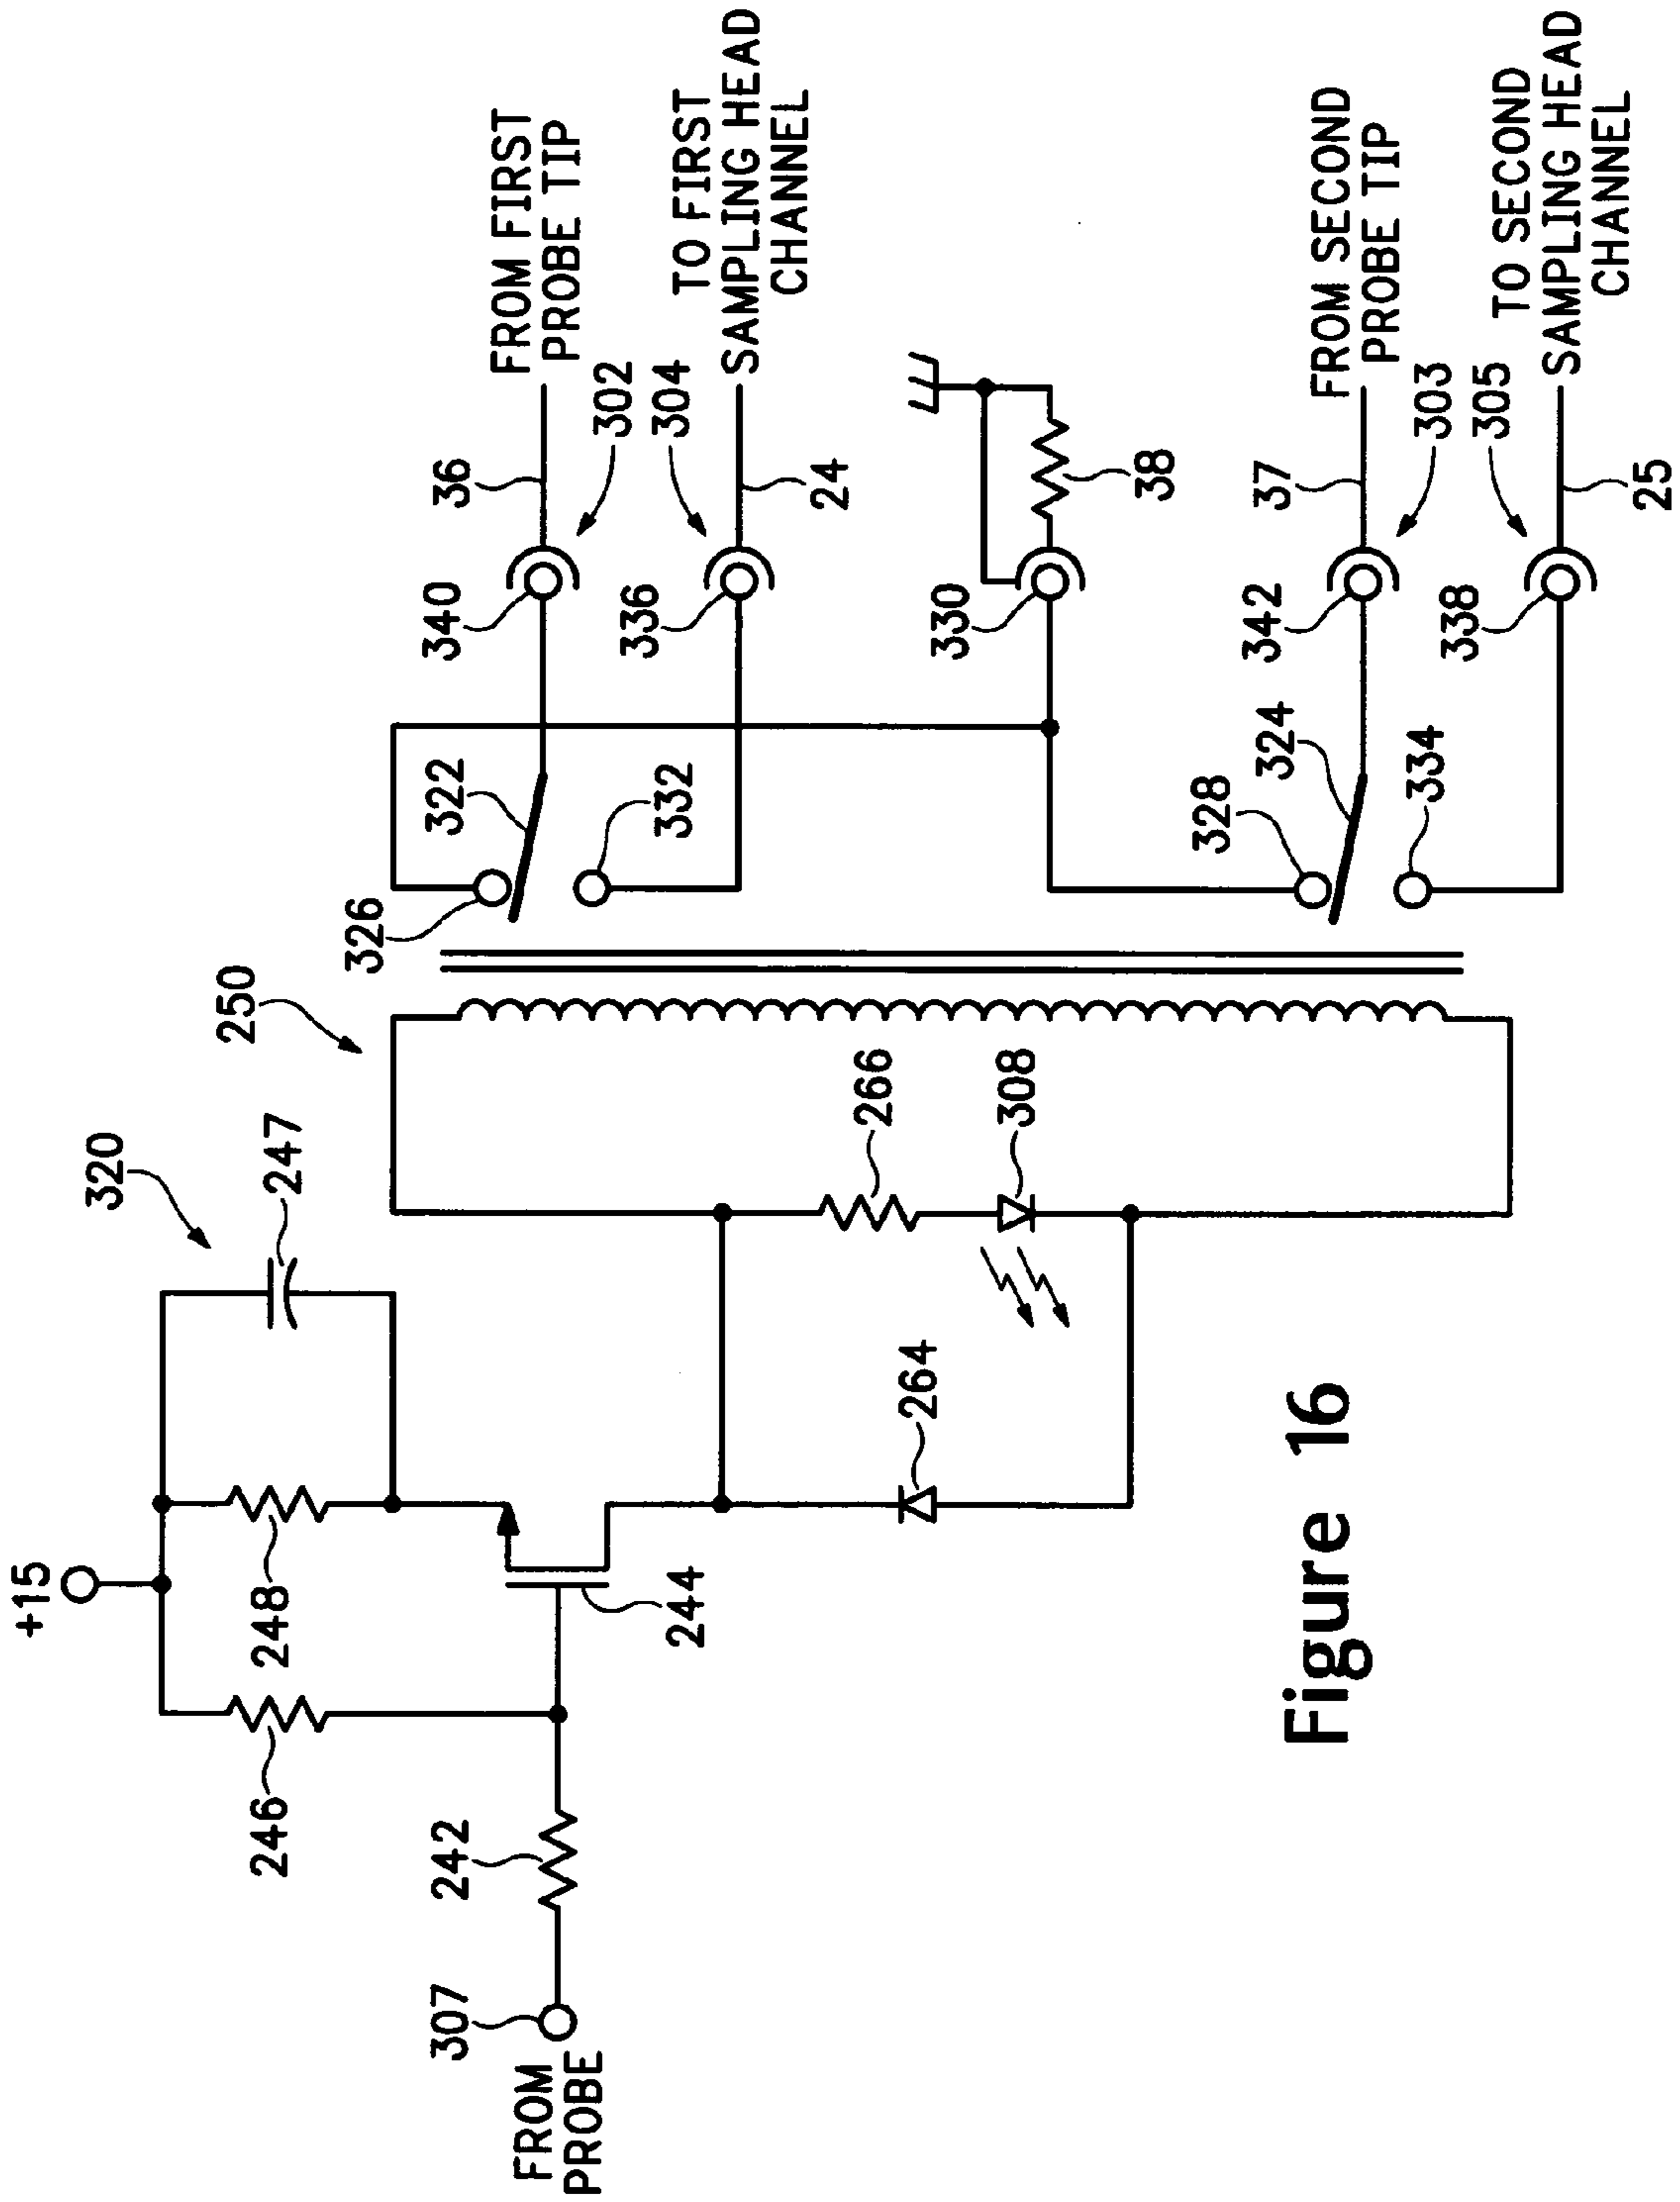 +15
320
247
248
246
250
326
322
332
340
36
FROM FIRST
PROBE TIP
302
304
336
24
TO FIRST
SAMPLING HEAD
CHANNEL
242
244
307
FROM
PROBE
264
266
308
330
38
328
324
334
342
37
FROM SECOND
PROBE TIP
303
305
338
25
TO SECOND
SAMPLING HEAD
CHANNEL
Figure 16